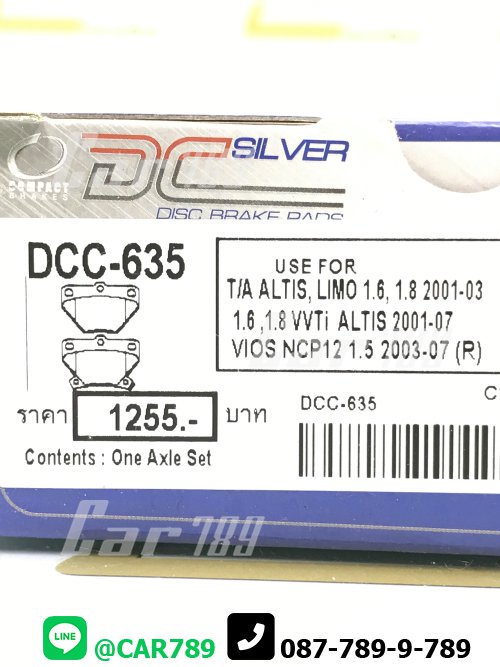 DC SILVER
COMPACT
BRAKES
DISC BRAKE PADS
DCC-635
USE FOR
T/A ALTIS, LIMO 1.6, 1.8 2001-03
1.6 ,1.8 VVTi ALTIS 2001-07
VIOS NCP12 1.5 2003-07 (R)
ราคา 1255.- บาท
DCC-635
C
Contents : One Axle Set
Car 789
LINE @CAR789 087-789-9-789